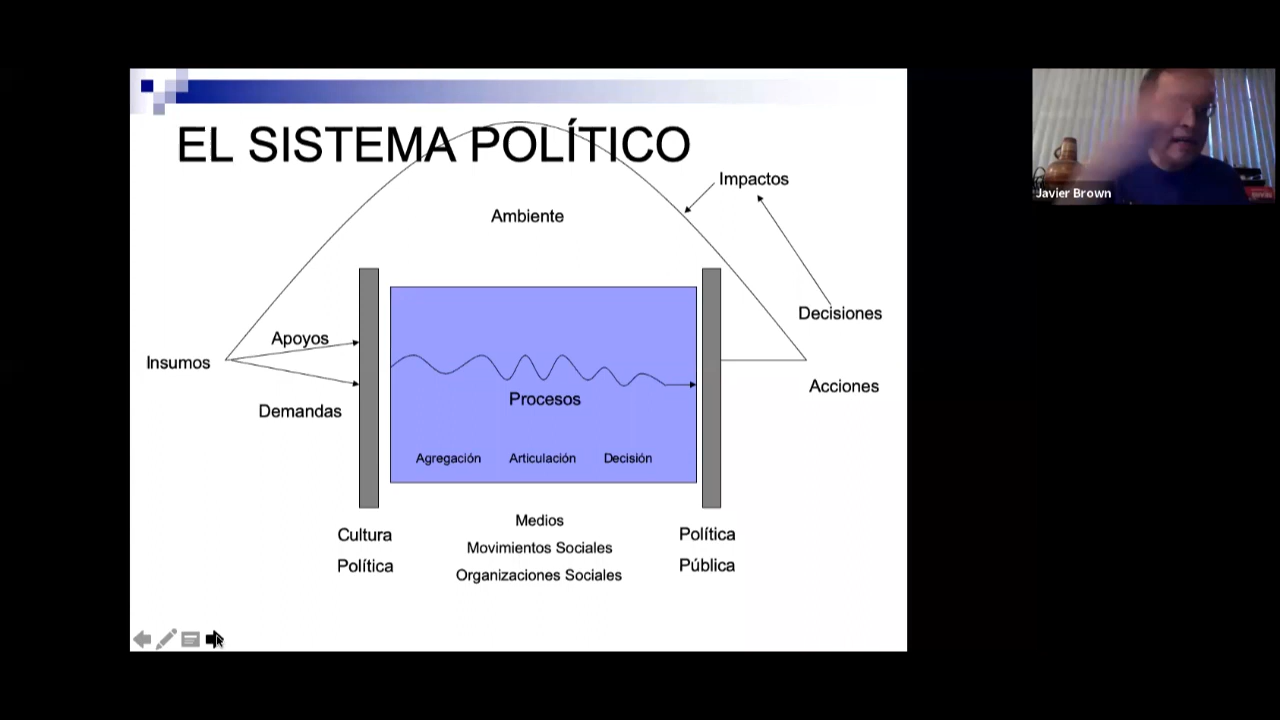 EL SISTEMA POLÍTICO
Impactos
Ambiente
Decisiones
Apoyos
Insumos
Acciones
Procesos
Demandas
Agregación Articulación Decisión
Medios
Cultura
Política
Movimientos Sociales
Organizaciones Sociales
Política
Pública
Javier Brown